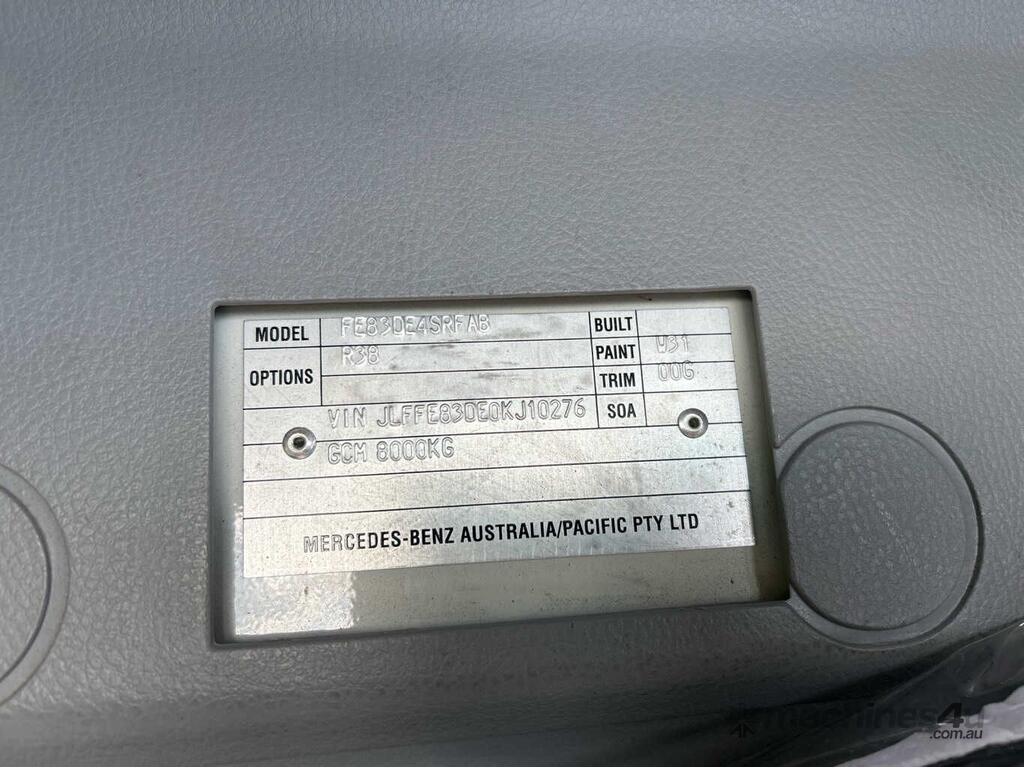 MODEL FE83DE4SRFAB BUILT
OPTIONS R38 PAINT W31
TRIM 00G
VIN JLFFE83DE0KJ10276 SOA
GCM 8000KG
MERCEDES-BENZ AUSTRALIA/PACIFIC PTY LTD
machines4u
.com.au